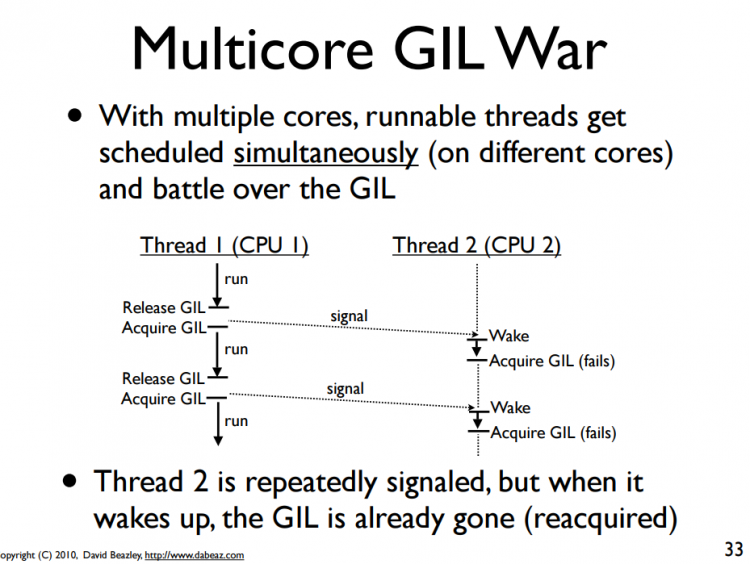 Multicore GIL War
• With multiple cores, runnable threads get
scheduled simultaneously (on different cores)
and battle over the GIL
Thread 1 (CPU 1) Thread 2 (CPU 2)
run
Release GIL
signal
Acquire GIL
Wake
run
Acquire GIL (fails)
Release GIL
signal
Acquire GIL
Wake
run
Acquire GIL (fails)
• Thread 2 is repeatedly signaled, but when it
wakes up, the GIL is already gone (reacquired)
opyright (C) 2010, David Beazley, http://www.dabeaz.com
33